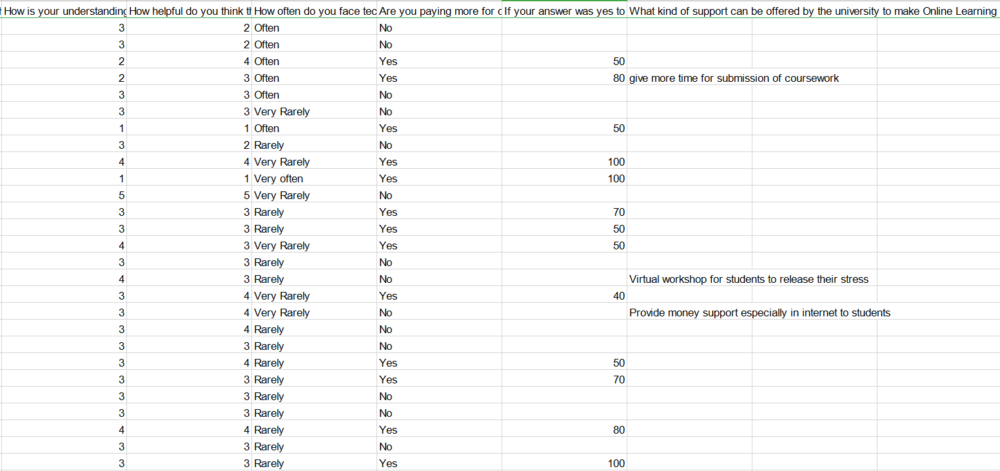 How is your understanding How helpful do you think th How often do you face tec Are you paying more for o If your answer was yes to What kind of support can be offered by the university to make Online Learning
3 2 Often No
3 2 Often No
2 4 Often Yes 50
2 3 Often Yes 80 give more time for submission of coursework
3 3 Often No
3 3 Very Rarely No
1 1 Often Yes 50
3 2 Rarely No
4 4 Very Rarely Yes 100
1 1 Very often Yes 100
5 5 Very Rarely No
3 3 Rarely Yes 70
3 3 Rarely Yes 50
4 3 Very Rarely Yes 50
3 3 Rarely No
4 3 Rarely No Virtual workshop for students to release their stress
3 4 Very Rarely Yes 40
3 4 Very Rarely No Provide money support especially in internet to students
3 4 Rarely No
3 3 Rarely No
3 4 Rarely Yes 50
3 3 Rarely Yes 70
3 3 Rarely No
3 3 Rarely No
4 4 Rarely Yes 80
3 3 Rarely No
3 3 Rarely Yes 100